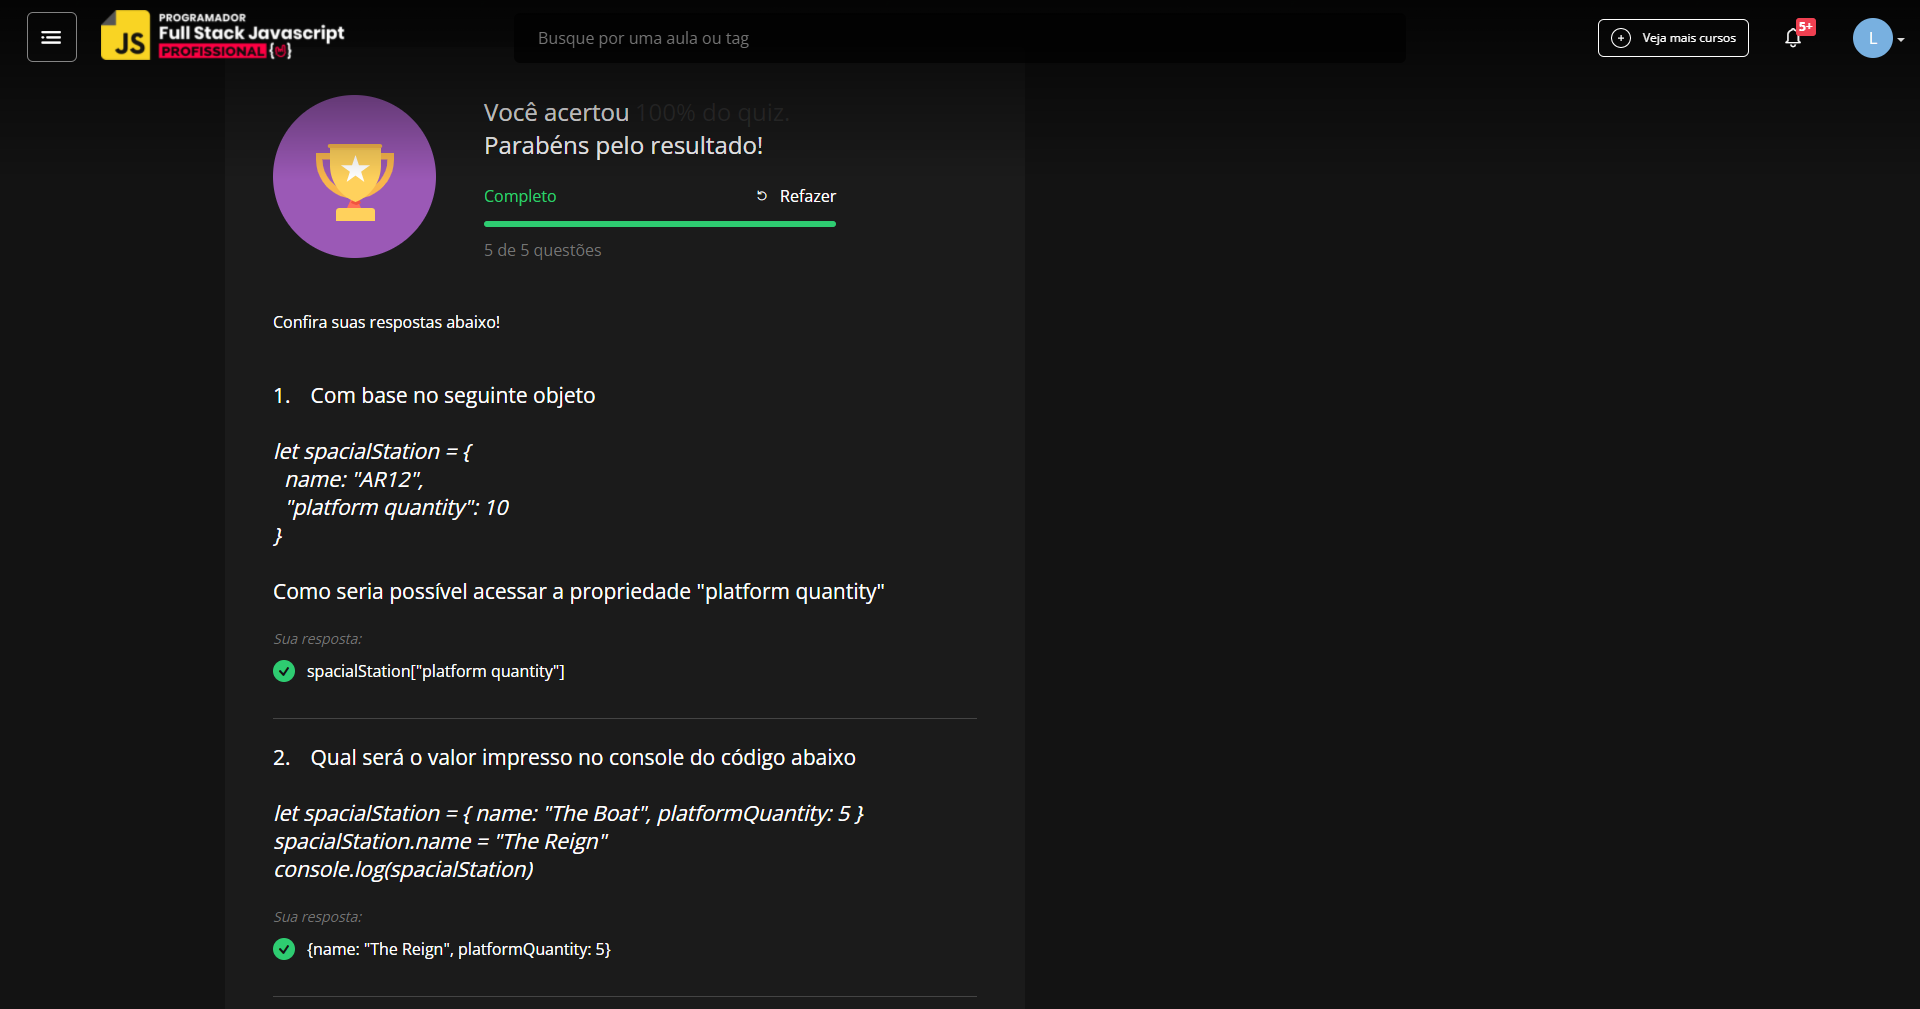 JS
PROGRAMADOR
Full Stack Javascript
PROFISSIONAL
Busque por uma aula ou tag
Veja mais cursos
5+
L
Você acertou 100% do quiz.
Parabéns pelo resultado!
Completo
Refazer
5 de 5 questões
Confira suas respostas abaixo!
1. Com base no seguinte objeto
let spacialStation = {
name: "AR12",
"platform quantity": 10
}
Como seria possível acessar a propriedade "platform quantity"
Sua resposta:
spacialStation["platform quantity"]
2. Qual será o valor impresso no console do código abaixo
let spacialStation = { name: "The Boat", platformQuantity: 5 }
spacialStation.name = "The Reign"
console.log(spacialStation)
Sua resposta:
{name: "The Reign", platformQuantity: 5}